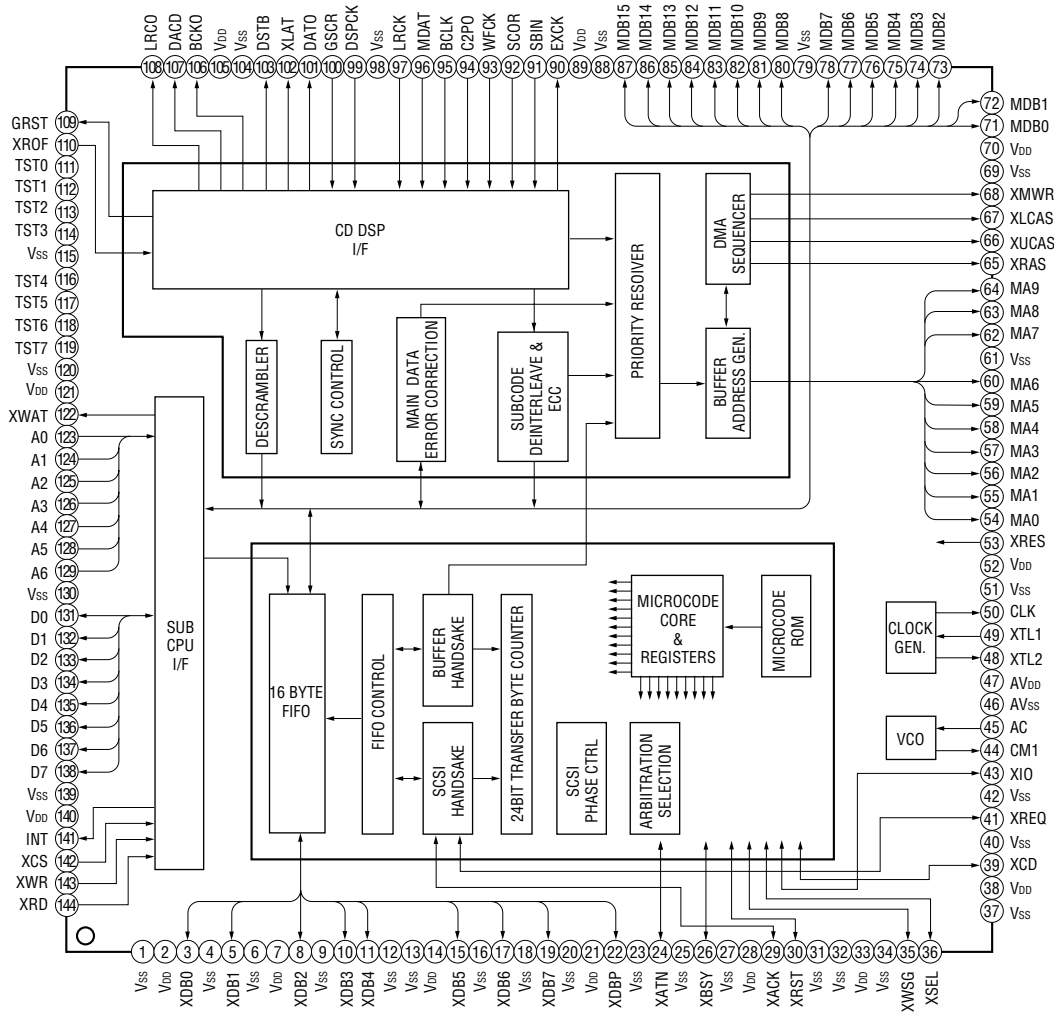 LRCO
DACD
BCKO
VDD
VSS
DSTB
XLAT
DATO
GSCR
DSPCK
VSS
LRCK
MDAT
BCLK
C2PO
WFCK
SCOR
SBIN
EXCK
VDD
VSS
MDB15
MDB14
MDB13
MDB12
MDB11
MDB10
MDB9
MDB8
VSS
MDB7
MDB6
MDB5
MDB4
MDB3
MDB2
108
107
106
105
104
103
102
101
100
99
98
97
96
95
94
93
92
91
90
89
88
87
86
85
84
83
82
81
80
79
78
77
76
75
74
73
GRST 109
XROF 110
TST0 111
TST1 112
TST2 113
TST3 114
VSS 115
TST4 116
TST5 117
TST6 118
TST7 119
VSS 120
VDD 121
XWAT 122
A0 123
A1 124
A2 125
A3 126
A4 127
A5 128
A6 129
VSS 130
D0 131
D1 132
D2 133
D3 134
D4 135
D5 136
D6 137
D7 138
VSS 139
VDD 140
INT 141
XCS 142
XWR 143
XRD 144
CD DSP
I/F
DESCRAMBLER
SYNC CONTROL
MAIN DATA
ERROR CORRECTION
SUBCODE
DEINTERLEAVE &
ECC
PRIORITY RESOIVER
DMA
SEQUENCER
BUFFER
ADDRESS GEN.
SUB
CPU
I/F
16 BYTE
FIFO
FIFO CONTROL
BUFFER
HANDSAKE
SCSI
HANDSAKE
24BIT TRANSFER BYTE COUNTER
MICROCODE
CORE
&
REGISTERS
MICROCODE
ROM
SCSI
PHASE CTRL
ARBIITRATION
SELECTION
CLOCK
GEN.
VCO
72 MDB1
71 MDB0
70 VDD
69 VSS
68 XMWR
67 XLCAS
66 XUCAS
65 XRAS
64 MA9
63 MA8
62 MA7
61 VSS
60 MA6
59 MA5
58 MA4
57 MA3
56 MA2
55 MA1
54 MA0
53 XRES
52 VDD
51 VSS
50 CLK
49 XTL1
48 XTL2
47 AVDD
46 AVSS
45 AC
44 CM1
43 XIO
42 VSS
41 XREQ
40 VSS
39 XCD
38 VDD
37 VSS
1
2
3
4
5
6
7
8
9
10
11
12
13
14
15
16
17
18
19
20
21
22
23
24
25
26
27
28
29
30
31
32
33
34
35
36
VSS
VDD
XDB0
VSS
XDB1
VSS
VDD
XDB2
VSS
XDB3
XDB4
VSS
VSS
VDD
XDB5
VSS
XDB6
VSS
XDB7
VSS
VDD
XDBP
VSS
XATN
VSS
XBSY
VSS
VDD
XACK
XRST
VSS
VSS
VDD
VSS
XWSG
XSEL